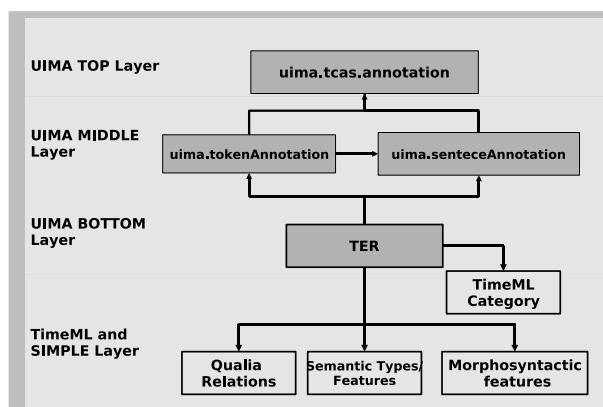 UIMA TOP Layer
uima.tcas.annotation
UIMA MIDDLE
Layer
uima.tokenAnnotation
uima.senteceAnnotation
UIMA BOTTOM
Layer
TER
TimeML
Category
TimeML and
SIMPLE Layer
Qualia
Relations
Semantic Types/
Features
Morphosyntactic
features